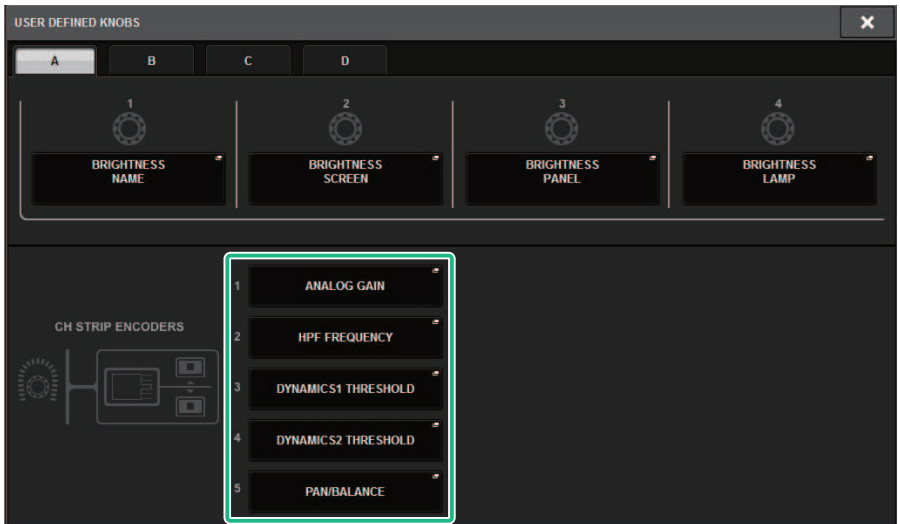 USER DEFINED KNOBS
A B C D
1 2 3 4
BRIGHTNESS
NAME
BRIGHTNESS
SCREEN
BRIGHTNESS
PANEL
BRIGHTNESS
LAMP
CH STRIP ENCODERS
1 ANALOG GAIN
2 HPF FREQUENCY
3 DYNAMICS1 THRESHOLD
4 DYNAMICS2 THRESHOLD
5 PAN/BALANCE